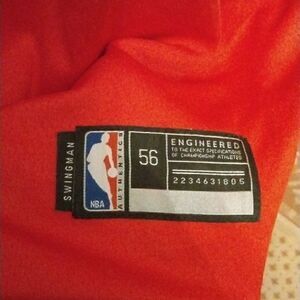 SWINGMAN
NBA
AUTHENTICS
56
ENGINEERED
TO THE EXACT SPECIFICATIONS
OF CHAMPIONSHIP ATHLETES
2234631805